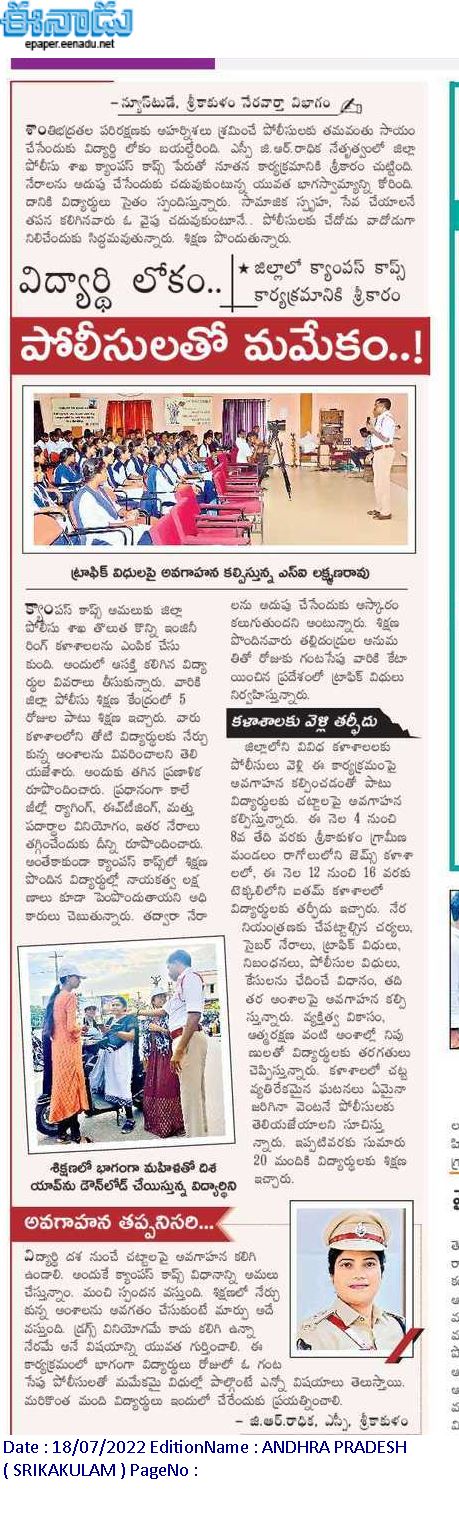 ఈనాడు
epaper.eenadu.net
- న్యూస్‌టుడే, శ్రీకాకుళం నేరవార్తా విభాగం
శాంతిభద్రతల పరిరక్షణకు అహర్నిశలు శ్రమించే పోలీసులకు తమవంతు సాయం
చేసేందుకు విద్యార్థి లోకం బయల్దేరింది. ఎస్పీ జి.ఆర్.రాధిక నేతృత్వంలో జిల్లా
పోలీసు శాఖ క్యాంపస్ కాప్స్ పేరుతో నూతన కార్యక్రమానికి శ్రీకారం చుట్టింది.
నేరాలను అదుపు చేసేందుకు చదువుకుంటున్న యువత భాగస్వామ్యాన్ని కోరింది.
దానికి విద్యార్థులు సైతం స్పందిస్తున్నారు. సామాజిక స్పృహ, సేవ చేయాలనే
తపన కలిగినవారు ఓ వైపు చదువుకుంటూనే.. పోలీసులకు చేదోడు వాదోడుగా
నిలిచేందుకు సిద్ధమవుతున్నారు. శిక్షణ పొందుతున్నారు.
విద్యార్థి లోకం..
★ జిల్లాలో క్యాంపస్ కాప్స్
కార్యక్రమానికి శ్రీకారం
పోలీసులతో మమేకం..!
ట్రాఫిక్ విధులపై అవగాహన కల్పిస్తున్న ఎస్ఐ లక్ష్మణరావు
క్యాంపస్ కాప్స్ అమలుకు జిల్లా
పోలీసు శాఖ తొలుత కొన్ని ఇంజినీ
రింగ్ కళాశాలలను ఎంపిక చేసు
కుంది. అందులో ఆసక్తి కలిగిన విద్యా
ర్థుల వివరాలు తీసుకున్నారు. వారికి
జిల్లా పోలీసు శిక్షణ కేంద్రంలో 5
రోజుల పాటు శిక్షణ ఇచ్చారు. వారు
కళాశాలలోని తోటి విద్యార్థులకు నేర్చు
కున్న అంశాలను వివరించాలని తెలి
యజేశారు. అందుకు తగిన ప్రణాళిక
రూపొందించారు. ప్రధానంగా కాలే
జీల్లో ర్యాగింగ్, ఈవ్‌టీజింగ్, మత్తు
పదార్థాల వినియోగం, ఇతర నేరాలు
తగ్గించేందుకు దీన్ని రూపొందించారు.
అంతేకాకుండా క్యాంపస్ కాప్స్‌లో శిక్షణ
పొందిన విద్యార్థుల్లో నాయకత్వ లక్ష
ణాలు కూడా పెంపొందుతాయని అధి
కారులు చెబుతున్నారు. తద్వారా నేరా
లను అదుపు చేసేందుకు ఆస్కారం
కలుగుతుందని అంటున్నారు. శిక్షణ
పొందినవారు తల్లిదండ్రుల అనుమ
తితో రోజుకు గంటసేపు వారికి కేటా
యించిన ప్రదేశంలో ట్రాఫిక్ విధులు
నిర్వహిస్తున్నారు.
కళాశాలకు వెళ్లి తర్ఫీదు
జిల్లాలోని వివిధ కళాశాలలకు
పోలీసులు వెళ్లి ఈ కార్యక్రమంపై
అవగాహన కల్పించడంతో పాటు
విద్యార్థులకు చట్టాలపై అవగాహన
కల్పిస్తున్నారు. ఈ నెల 4 నుంచి
8వ తేదీ వరకు శ్రీకాకుళం గ్రామీణ
మండలం రాగోలులోని జెమ్స్ కళాశా
లలో, ఈ నెల 12 నుంచి 16 వరకు
టెక్కలిలోని ఐతమ్ కళాశాలలో
విద్యార్థులకు తర్ఫీదు ఇచ్చారు. నేర
నియంత్రణకు చేపట్టాల్సిన చర్యలు,
సైబర్ నేరాలు, ట్రాఫిక్ విధులు,
నిబంధనలు, పోలీసుల విధులు,
కేసులను ఛేదించే విధానం, తది
తర అంశాలపై అవగాహన కల్పి
స్తున్నారు. వ్యక్తిత్వ వికాసం,
ఆత్మరక్షణ వంటి అంశాల్లో నిపు
ణులతో విద్యార్థులకు తరగతులు
చెప్పిస్తున్నారు. కళాశాలలో చట్ట
వ్యతిరేకమైన ఘటనలు ఏమైనా
జరిగినా వెంటనే పోలీసులకు
తెలియజేయాలని సూచిస్తు
న్నారు. ఇప్పటివరకు సుమారు
20 మందికి విద్యార్థులకు శిక్షణ
ఇచ్చారు.
శిక్షణలో భాగంగా మహిళతో దిశ
యాప్‌ను డౌన్‌లోడ్ చేయిస్తున్న విద్యార్థిని
అవగాహన తప్పనిసరి...
విద్యార్థి దశ నుంచే చట్టాలపై అవగాహన కలిగి
ఉండాలి. అందుకే క్యాంపస్ కాప్స్ విధానాన్ని అమలు
చేస్తున్నాం. మంచి స్పందన వస్తుంది. శిక్షణలో నేర్చు
కున్న అంశాలను అవగతం చేసుకుంటే మార్పు అదే
వస్తుంది. డ్రగ్స్ వినియోగమే కాదు కలిగి ఉన్నా
నేరమే అనే విషయాన్ని యువత గుర్తించాలి. ఈ
కార్యక్రమంలో భాగంగా విద్యార్థులు రోజులో ఓ గంట
సేపు పోలీసులతో మమేకమై విధుల్లో పాల్గొంటే ఎన్నో విషయాలు తెలుస్తాయి.
మరికొంత మంది విద్యార్థులు ఇందులో చేరేందుకు ప్రయత్నించాలి.
- జి.ఆర్.రాధిక, ఎస్పీ, శ్రీకాకుళం
Date : 18/07/2022 EditionName : ANDHRA PRADESH
( SRIKAKULAM ) PageNo :